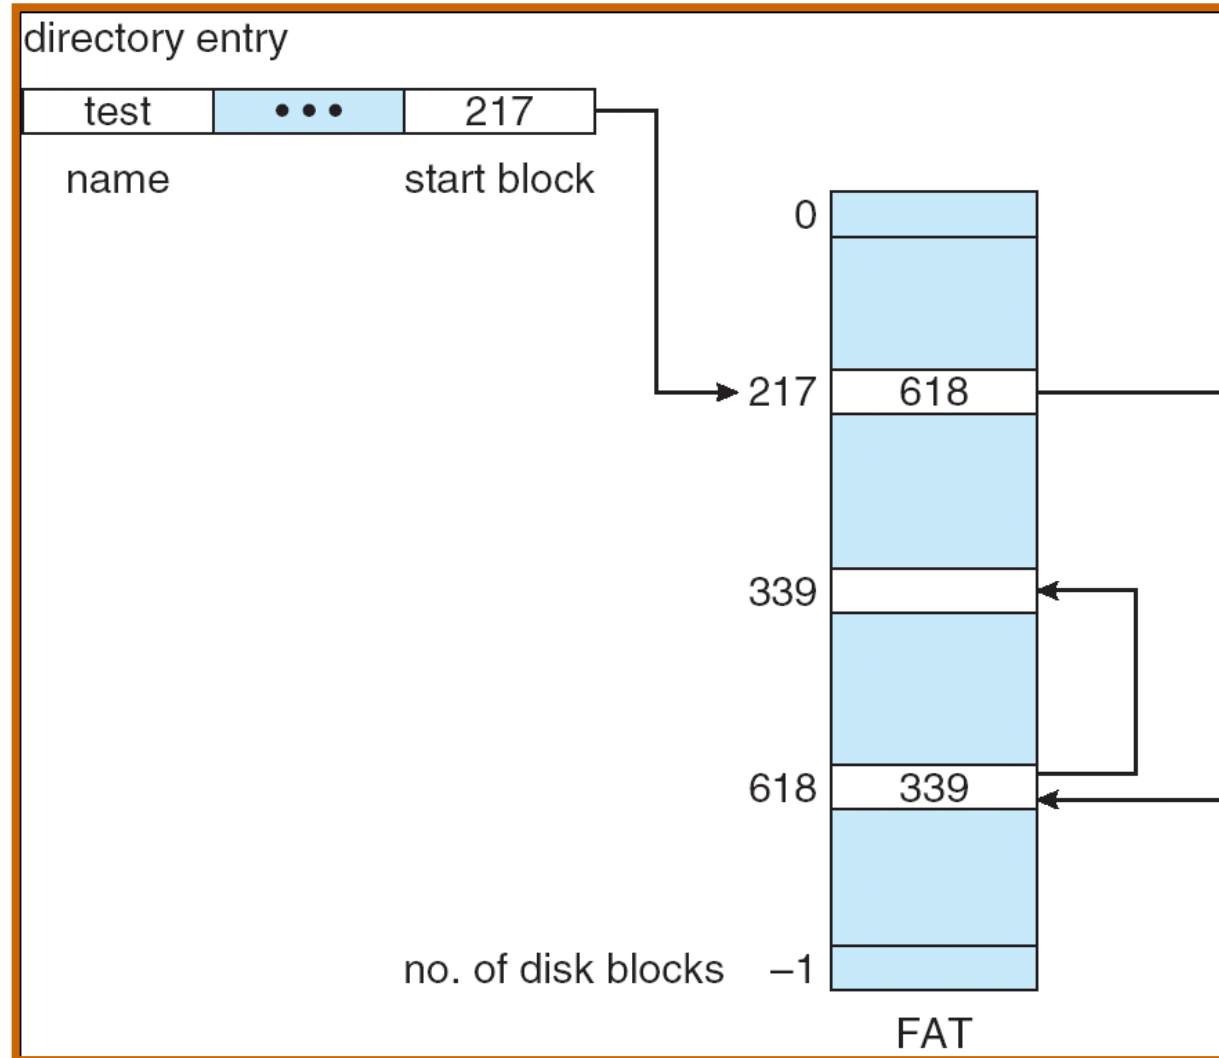 directory entry
test ••• 217
name start block
0
217 618
339
618 339
no. of disk blocks –1
FAT